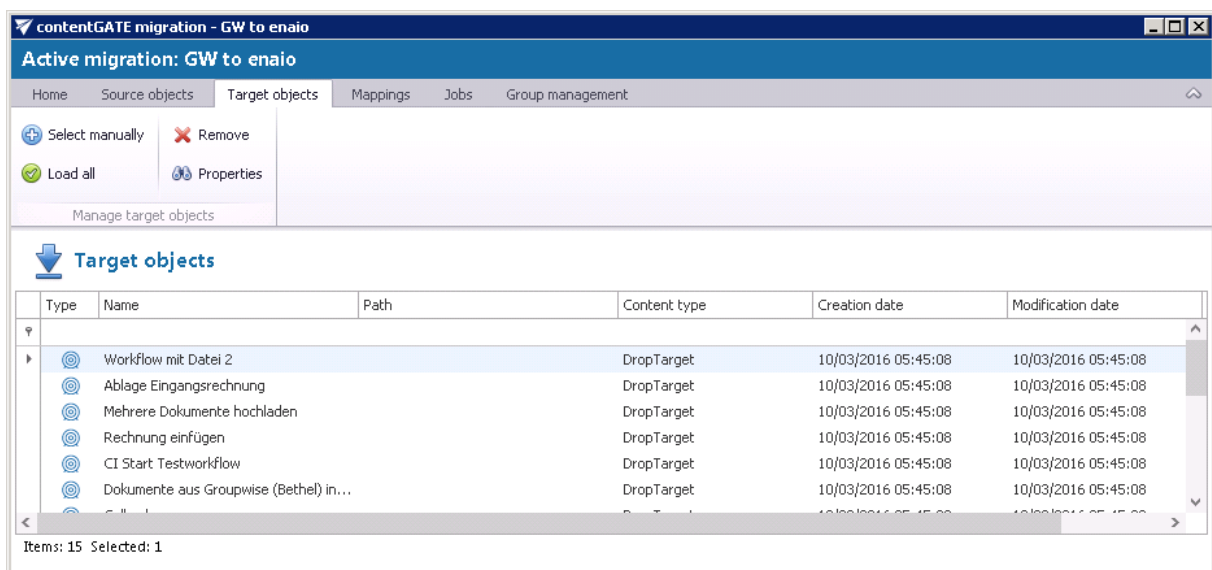 contentGATE migration - GW to enaio
Active migration: GW to enaio
Home Source objects Target objects Mappings Jobs Group management
Select manually Remove
Load all Properties
Manage target objects
Target objects
Type Name Path Content type Creation date Modification date
Workflow mit Datei 2 DropTarget 10/03/2016 05:45:08 10/03/2016 05:45:08
Ablage Eingangsrechnung DropTarget 10/03/2016 05:45:08 10/03/2016 05:45:08
Mehrere Dokumente hochladen DropTarget 10/03/2016 05:45:08 10/03/2016 05:45:08
Rechnung einfügen DropTarget 10/03/2016 05:45:08 10/03/2016 05:45:08
CI Start Testworkflow DropTarget 10/03/2016 05:45:08 10/03/2016 05:45:08
Dokumente aus Groupwise (Bethel) in... DropTarget 10/03/2016 05:45:08 10/03/2016 05:45:08
Items: 15 Selected: 1